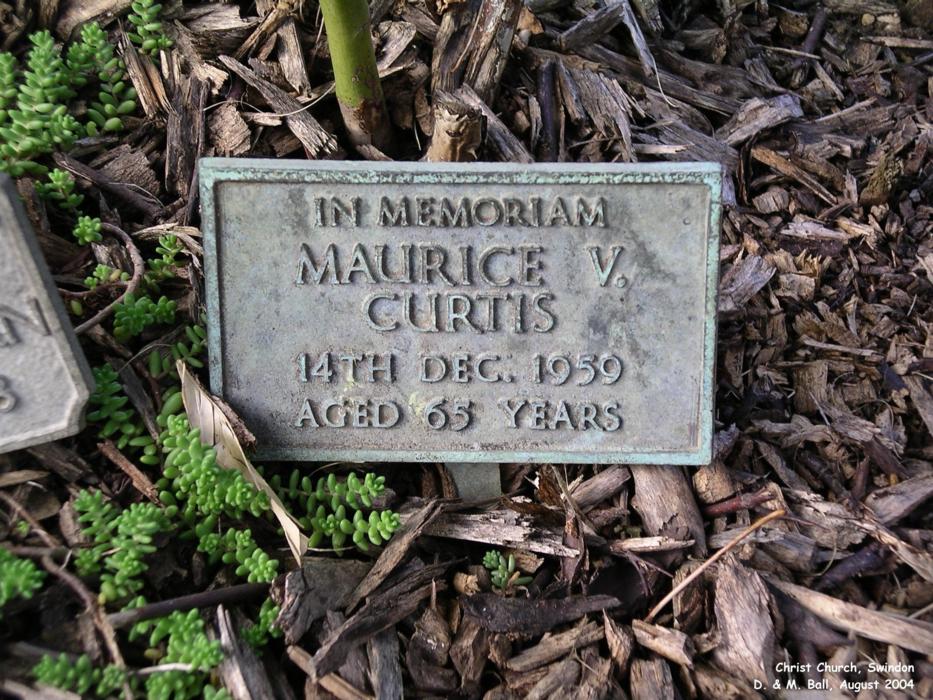 IN MEMORIAM
MAURICE V.
CURTIS
14TH DEC. 1959
AGED 65 YEARS
Christ Church, Swindon
D. & M. Ball, August 2004